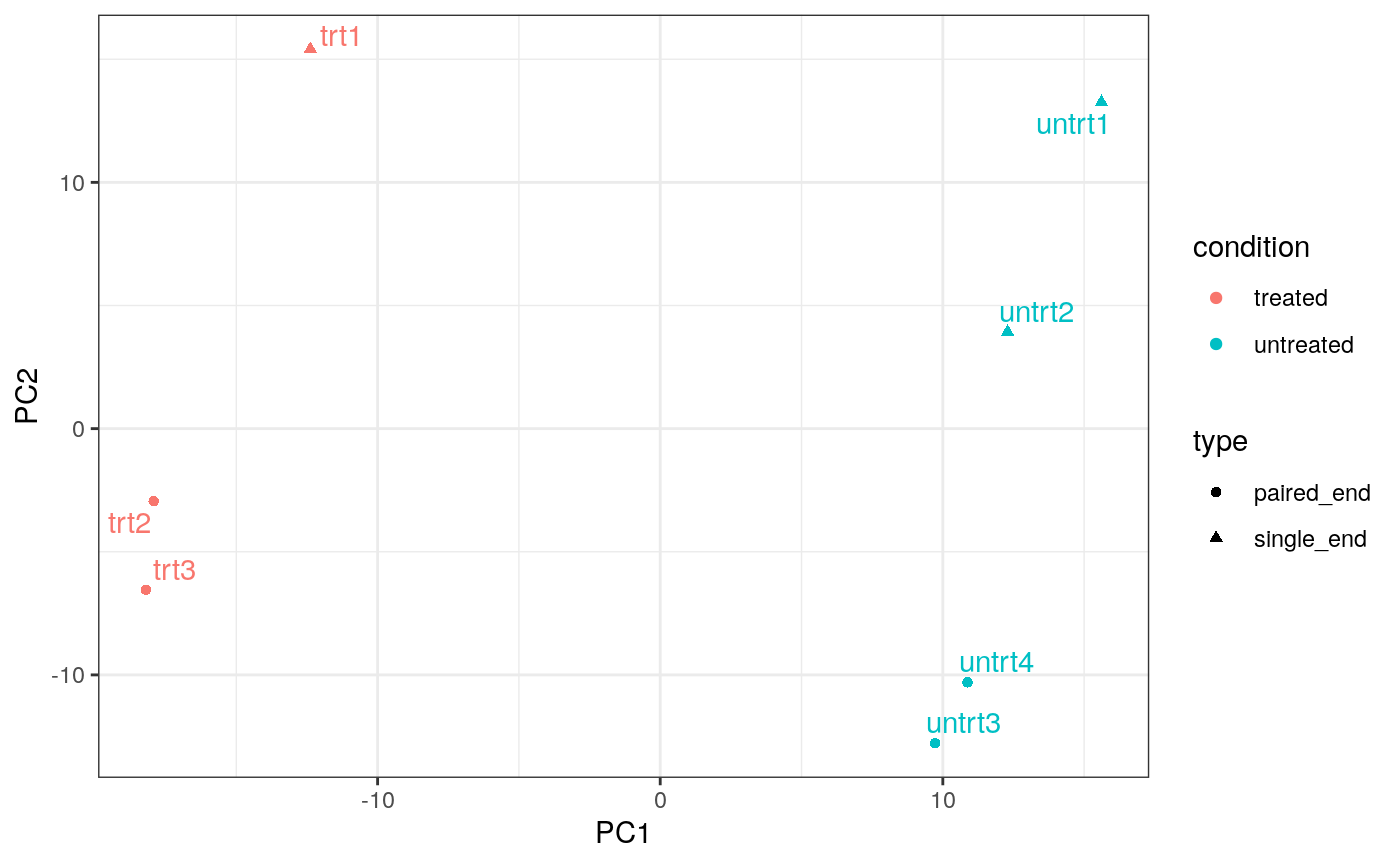 trt1
untrt1
10
untrt2
condition
treated
untreated
PC2
0
type
paired_end
single_end
trt2
trt3
-10
untrt4
untrt3
-10
0
10
PC1